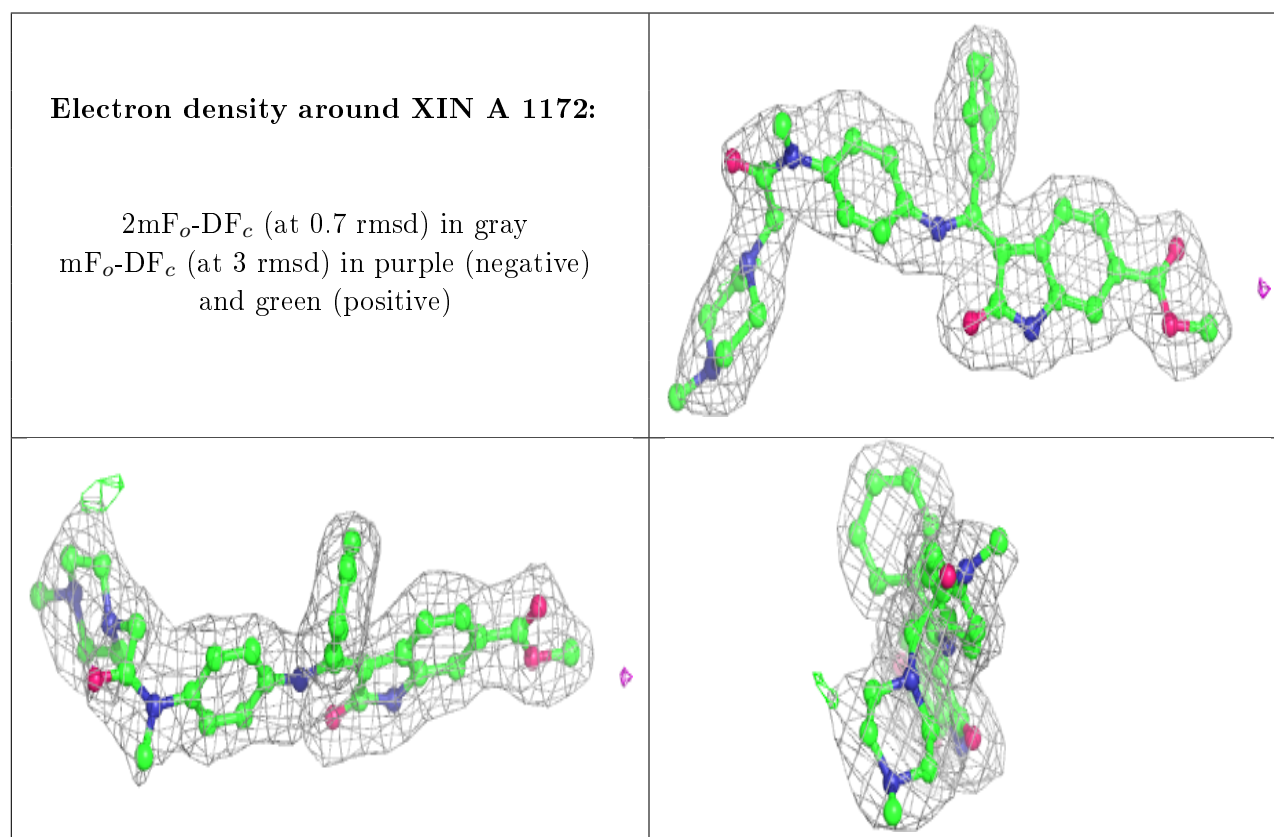 Electron density around XIN A 1172:
2mFₒ-DF𝒸 (at 0.7 rmsd) in gray
mFₒ-DF𝒸 (at 3 rmsd) in purple (negative)
and green (positive)